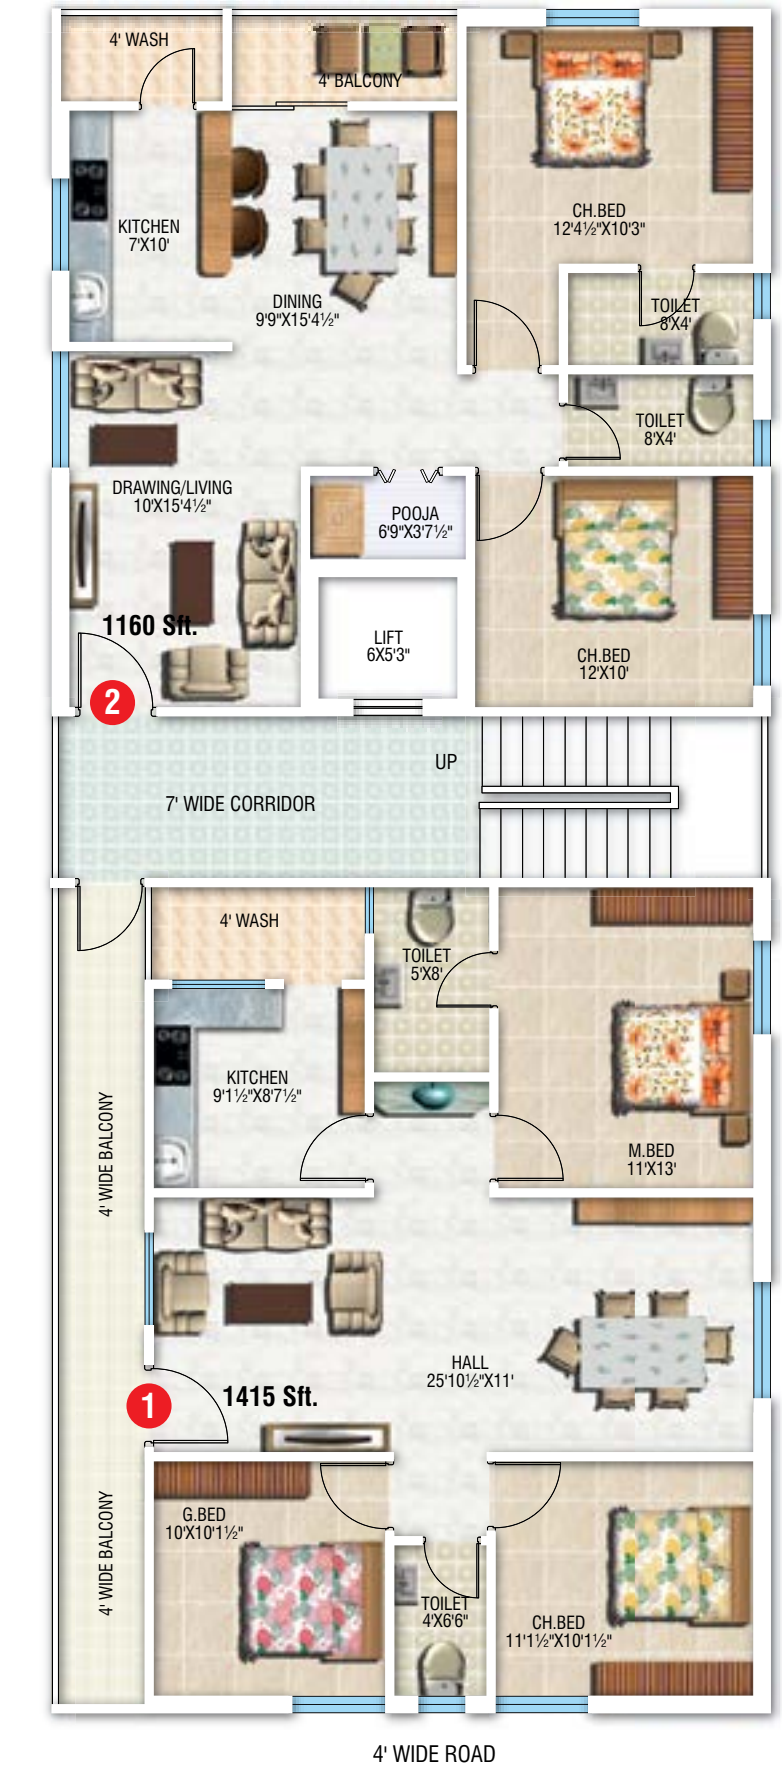 4' WASH
4' BALCONY
KITCHEN
7'X10'
DINING
9'9"X15'4½"
CH.BED
12'4½"X10'3"
TOILET
8'X4'
TOILET
8'X4'
DRAWING/LIVING
10'X15'4½"
POOJA
6'9"X3'7½"
1160 Sft.
LIFT
6X5'3"
CH.BED
12'X10'
2
UP
7' WIDE CORRIDOR
4' WASH
TOILET
5'X8'
KITCHEN
9'1½"X8'7½"
4' WIDE BALCONY
M.BED
11'X13'
HALL
25'10½"X11'
1
1415 Sft.
G.BED
10'X10'1½"
4' WIDE BALCONY
TOILET
4'X6'6"
CH.BED
11'1½"X10'1½"
4' WIDE ROAD